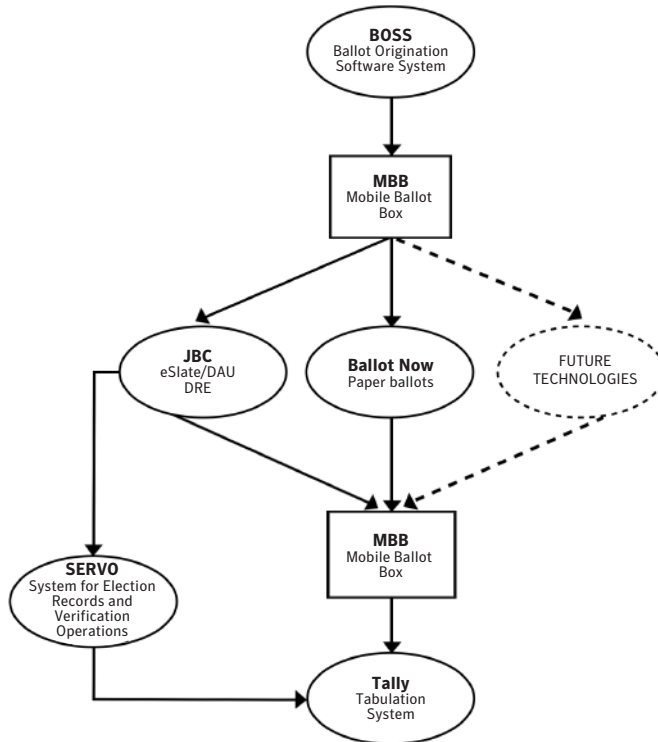 BOSS
Ballot Origination
Software System
MBB
Mobile Ballot
Box
JBC
eSlate/DAU
DRE
Ballot Now
Paper ballots
FUTURE
TECHNOLOGIES
MBB
Mobile Ballot
Box
SERVO
System for Election
Records and
Verification
Operations
Tally
Tabulation
System